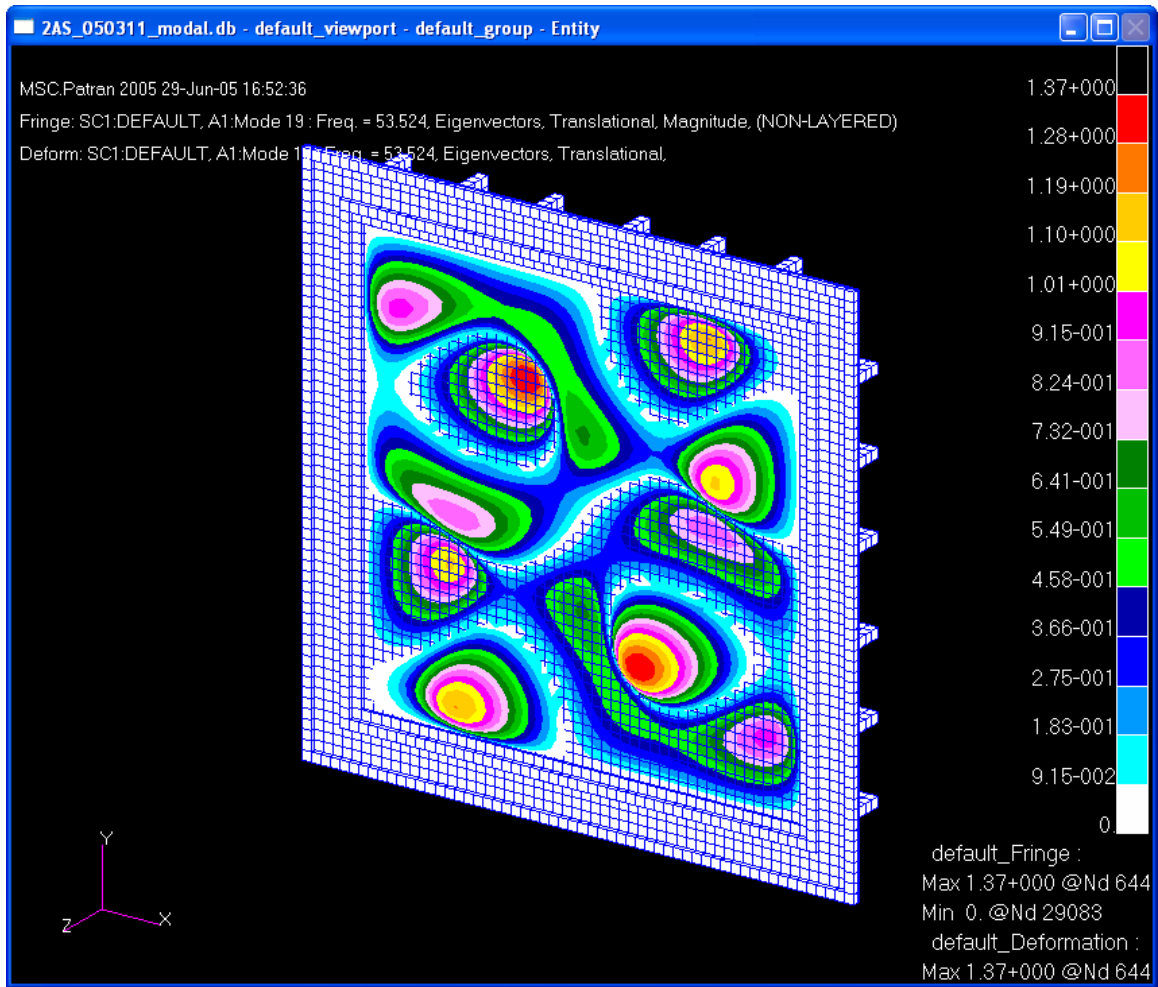 2AS_050311_modal.db - default_viewport - default_group - Entity
MSC.Patran 2005 29-Jun-05 16:52:36
Fringe: SC1:DEFAULT, A1:Mode 19 : Freq. = 53.524, Eigenvectors, Translational, Magnitude, (NON-LAYERED)
Deform: SC1:DEFAULT, A1:Mode 1 Freq. = 53.524, Eigenvectors, Translational,
1.37+000
1.28+000
1.19+000
1.10+000
1.01+000
9.15-001
8.24-001
7.32-001
6.41-001
5.49-001
4.58-001
3.66-001
2.75-001
1.83-001
9.15-002
0.
default_Fringe :
Max 1.37+000 @Nd 644
Min 0. @Nd 29083
default_Deformation :
Max 1.37+000 @Nd 644
Y
Z
X